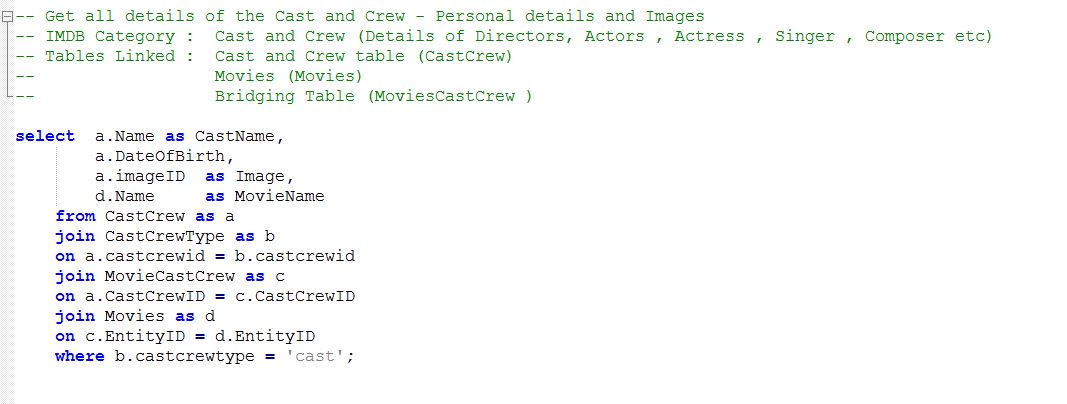 -- Get all details of the Cast and Crew - Personal details and Images
-- IMDB Category :  Cast and Crew (Details of Directors, Actors , Actress , Singer , Composer etc)
-- Tables Linked :  Cast and Crew table (CastCrew)
--                  Movies (Movies)
--                  Bridging Table (MoviesCastCrew )

select  a.Name as CastName,
        a.DateOfBirth,
        a.imageID  as Image,
        d.Name     as MovieName
    from CastCrew as a
    join CastCrewType as b
    on a.castcrewid = b.castcrewid
    join MovieCastCrew as c
    on a.CastCrewID = c.CastCrewID
    join Movies as d
    on c.EntityID = d.EntityID
    where b.castcrewtype = 'cast';